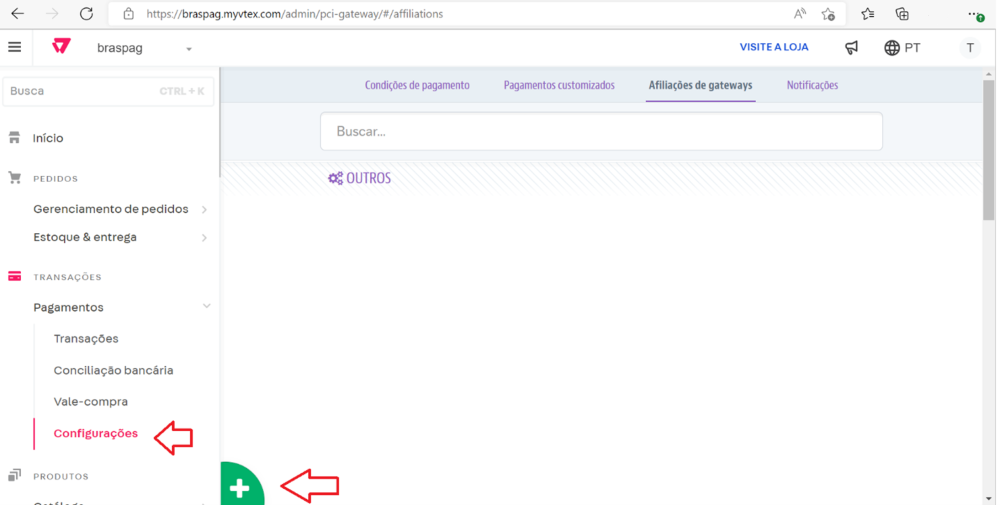 https://braspag.myvtex.com/admin/pci-gateway/#/affiliations
braspag
VISITE A LOJA
PT
T
Busca
CTRL + K
Condições de pagamento
Pagamentos customizados
Afiliações de gateways
Notificações
Buscar...
Início
OUTROS
PEDIDOS
Gerenciamento de pedidos
Estoque & entrega
TRANSAÇÕES
Pagamentos
Transações
Conciliação bancária
Vale-compra
Configurações
PRODUTOS